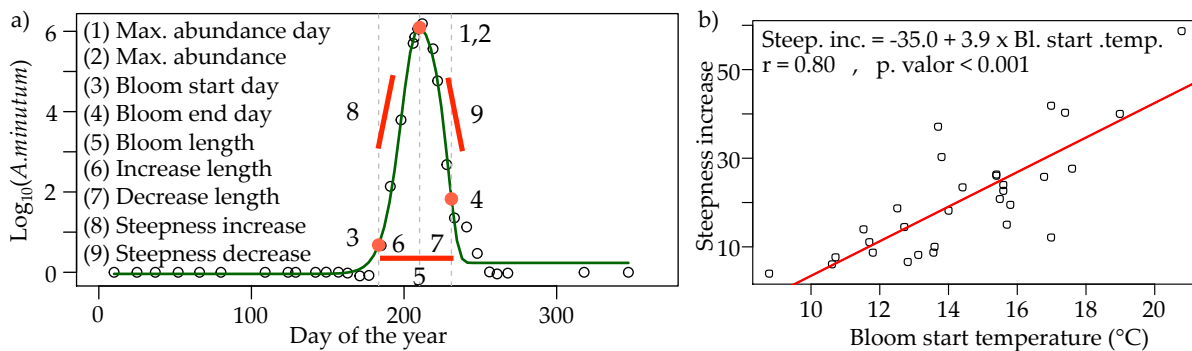 a)
(1) Max. abundance day
(2) Max. abundance
(3) Bloom start day
(4) Bloom end day
(5) Bloom length
(6) Increase length
(7) Decrease length
(8) Steepness increase
(9) Steepness decrease
1,2
8
9
4
3
6
7
5
Log10(A.minutum)
6
4
2
0
0
100
200
300
Day of the year
b)
Steep. inc. = -35.0 + 3.9 x Bl. start .temp.
r = 0.80 , p. valor < 0.001
Steepness increase
50
30
10
10
12
14
16
18
20
Bloom start temperature (°C)